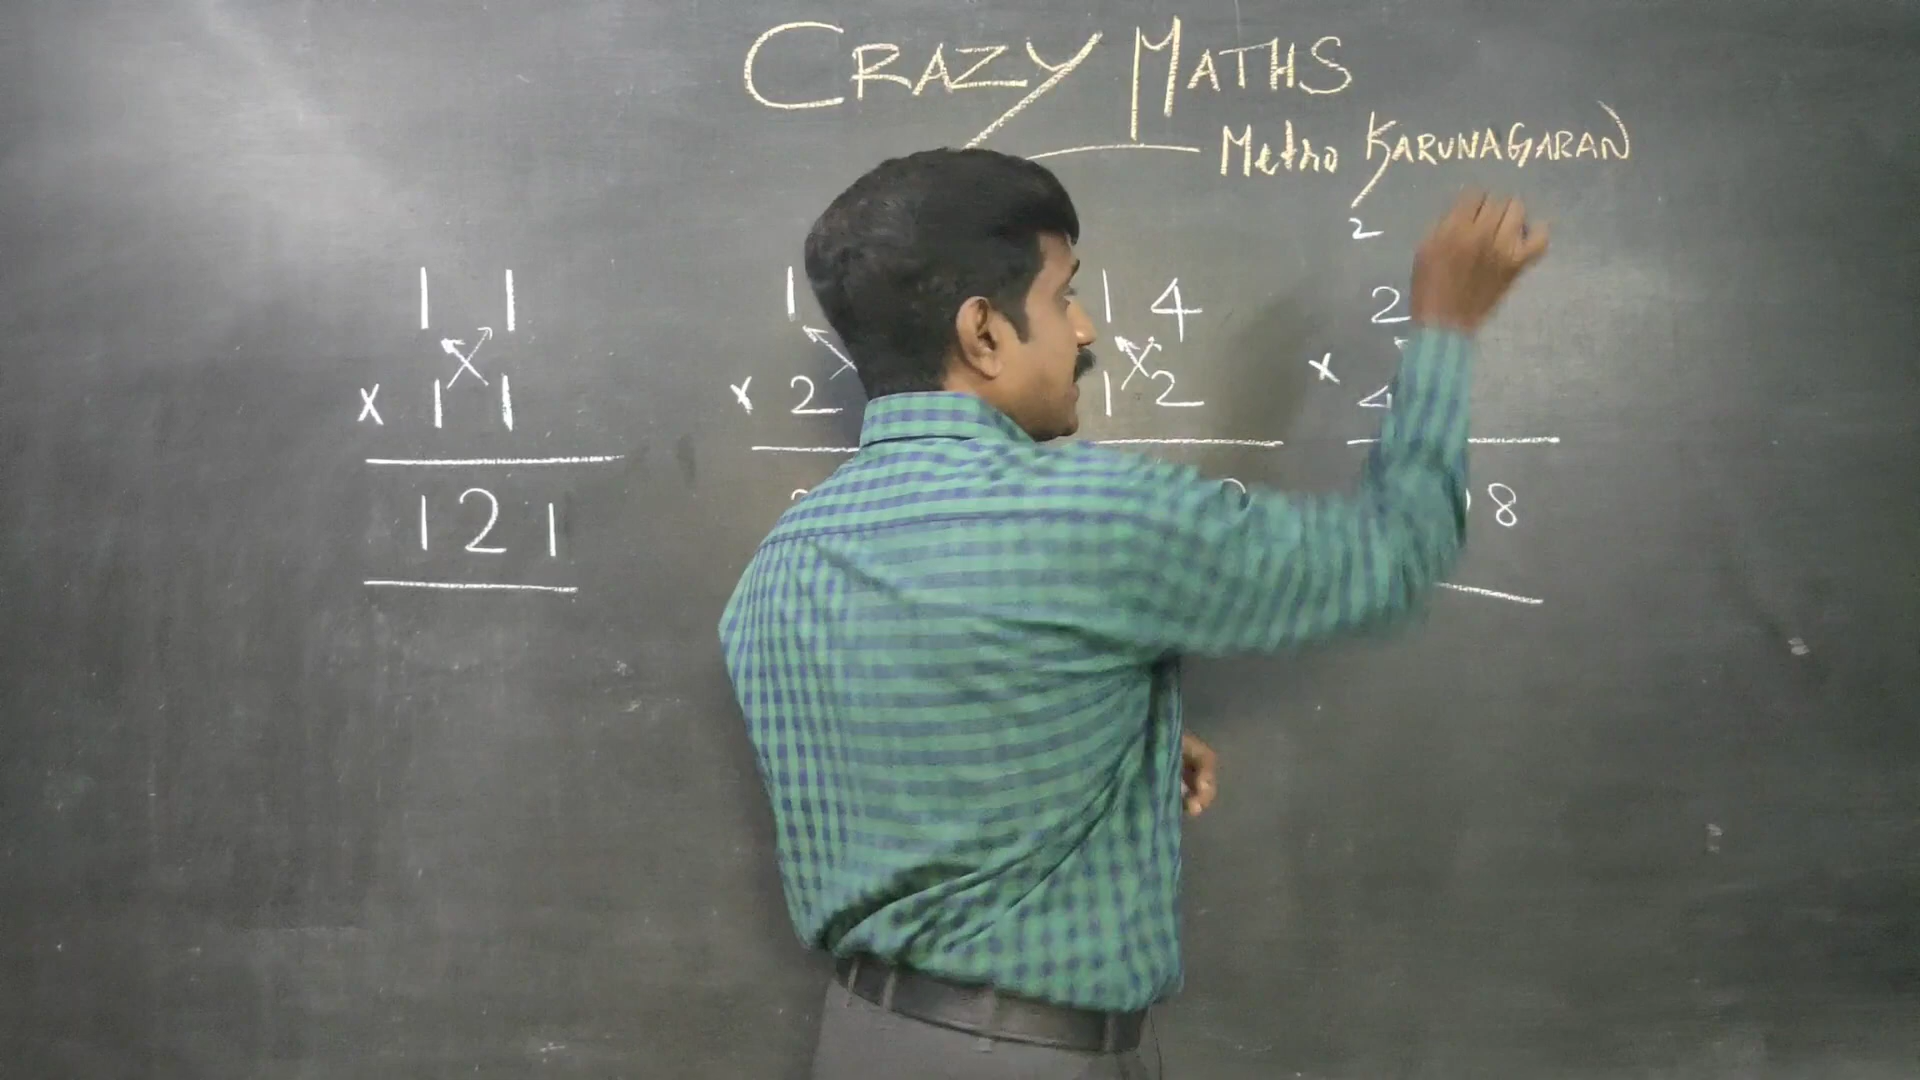 CRAZY MATHS
Metro KARUNAGARAN
2
1 1 1 1 4 2
x 1 1 x 2 1 2 x 4
1 2 1 8